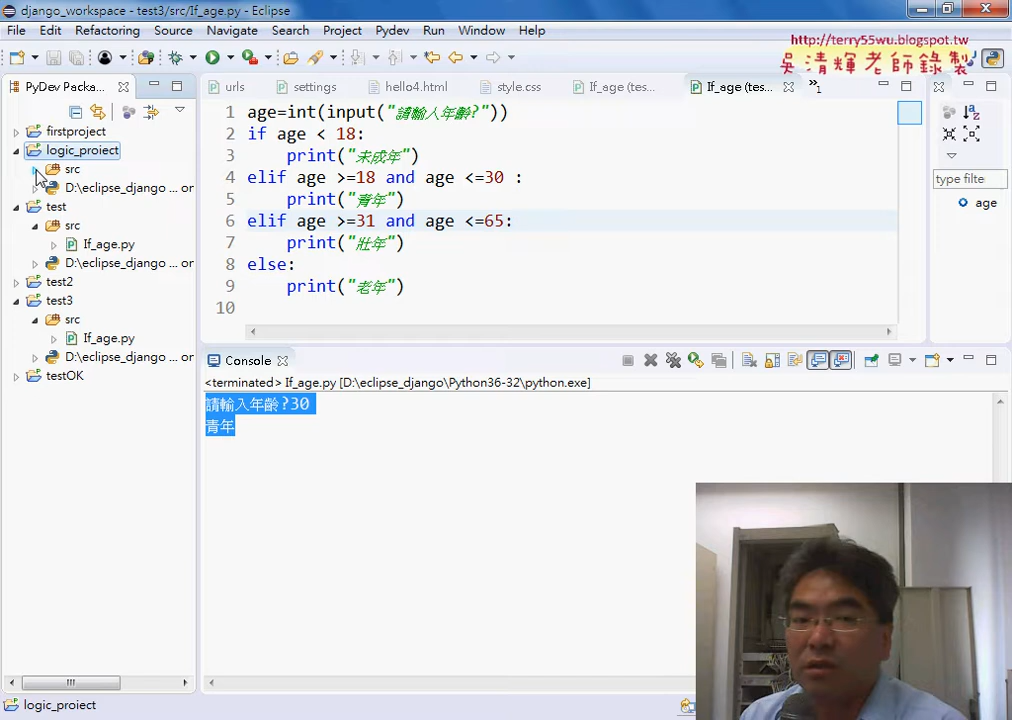 django_workspace - test3/src/If_age.py - Eclipse
File Edit Refactoring Source Navigate Search Project Pydev Run Window Help
http://terry55wu.blogspot.tw
吳清輝老師錄製
PyDev Packa...
urls
settings
hello4.html
style.css
If_age (tes...
If_age (tes...
»1
firstproject
logic_proiect
src
D:\eclipse_django ... or
test
src
If_age.py
D:\eclipse_django ... or
test2
test3
src
If_age.py
D:\eclipse_django ... or
testOK
1 age=int(input("請輸入年齡?"))
2 if age < 18:
3 print("未成年")
4 elif age >=18 and age <=30 :
5 print("青年")
6 elif age >=31 and age <=65:
7 print("壯年")
8 else:
9 print("老年")
10
type filte
age
Console
<terminated> If_age.py [D:\eclipse_django\Python36-32\python.exe]
請輸入年齡?30
青年
logic_proiect